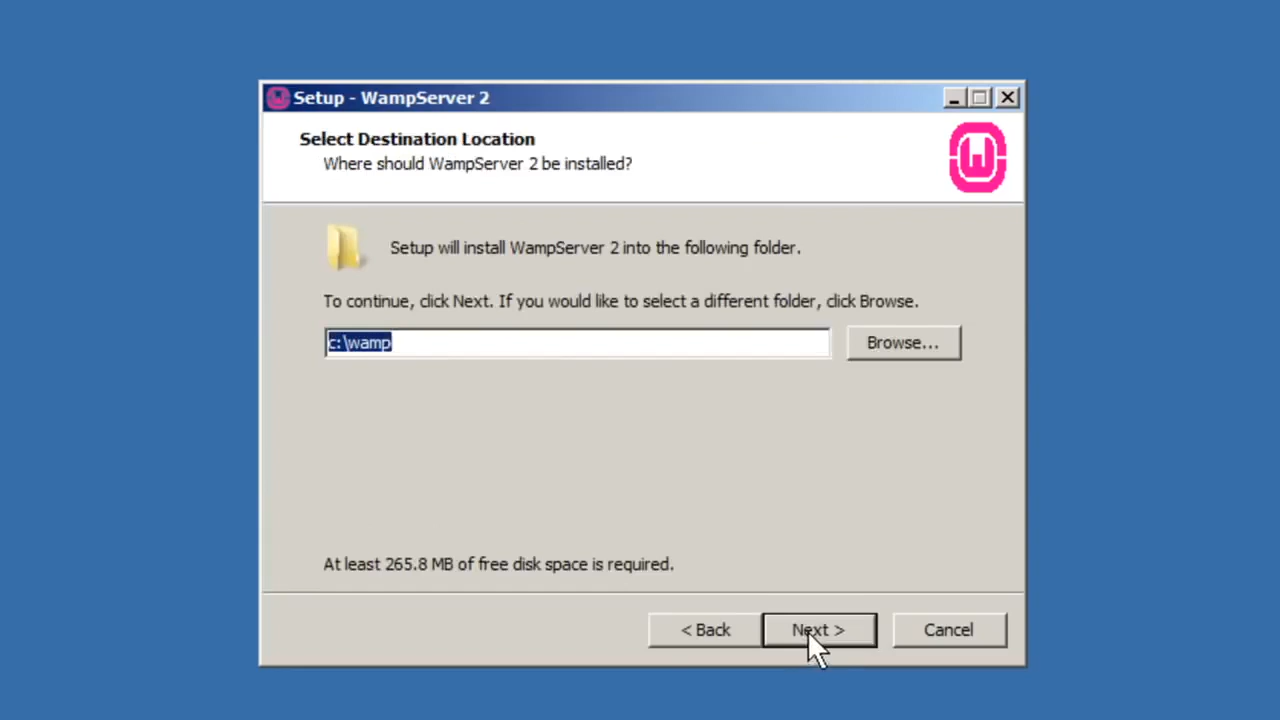 Setup - WampServer 2
Select Destination Location
Where should WampServer 2 be installed?
W
Setup will install WampServer 2 into the following folder.
To continue, click Next. If you would like to select a different folder, click Browse.
c:\wamp
Browse...
At least 265.8 MB of free disk space is required.
< Back
Next >
Cancel